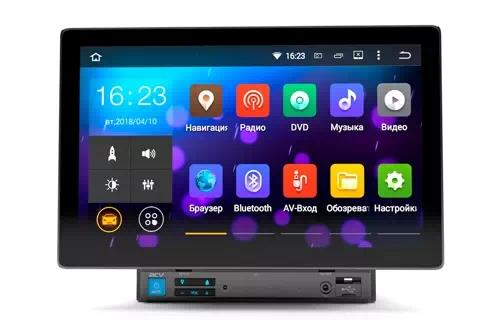 16:23
16:23
вт,2018/04/10
Навигация Радио DVD Музыка Видео
Браузер Bluetooth AV-Вход Обозреват Настройки
ACV
VOL